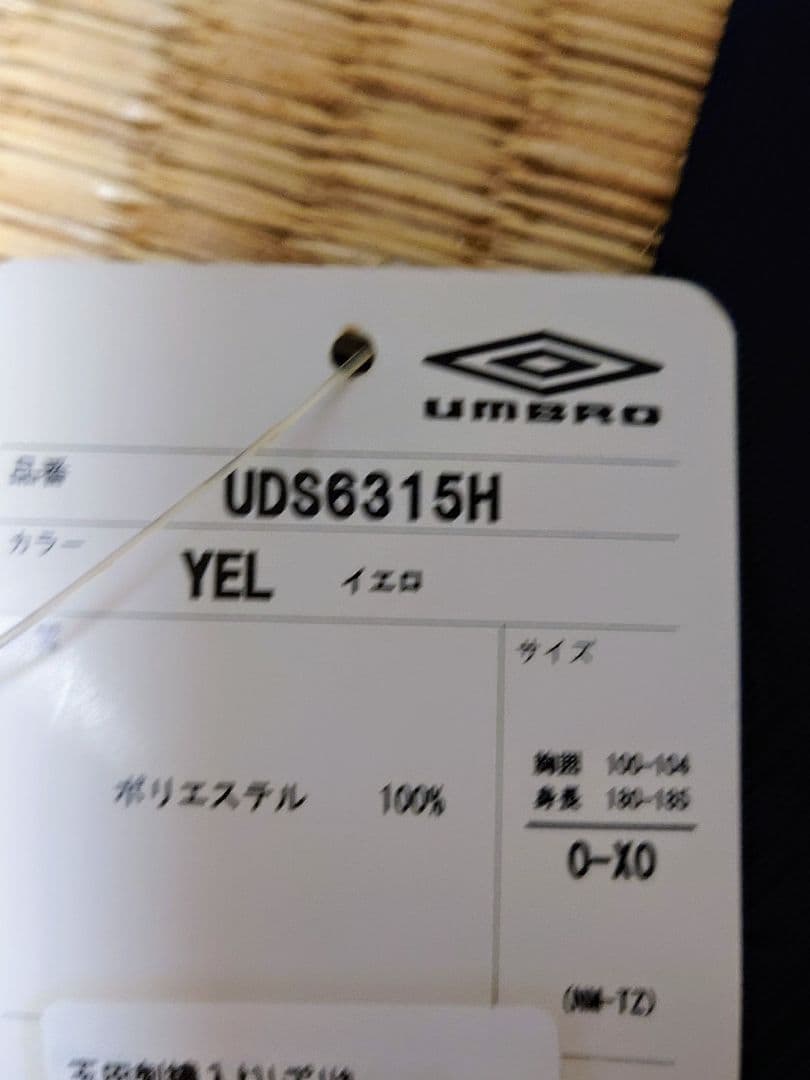 UMBRO
品番
UDS6315H
カラー
YEL イエロ
サイズ
ポリエステル 100%
胸囲 100-104
身長 180-185
O-XO